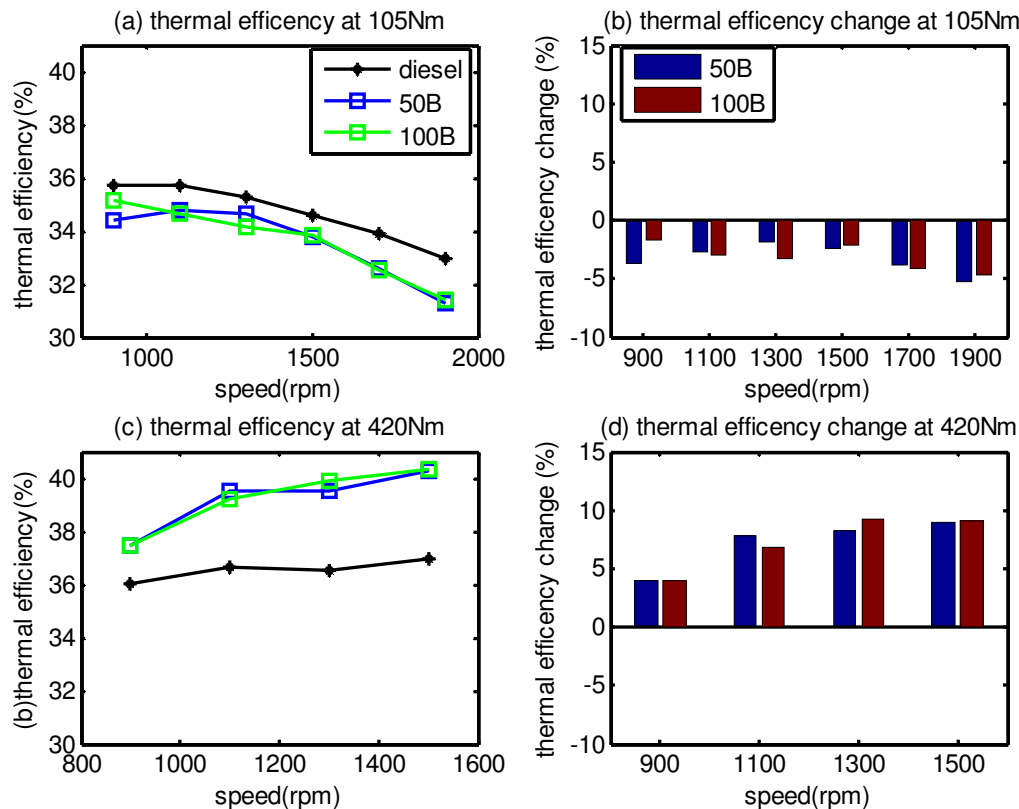 (a) thermal efficency at 105Nm
thermal efficiency (%)
40
38
36
34
32
30
diesel
50B
100B
1000
1500
2000
speed(rpm)
(b) thermal efficency change at 105Nm
thermal efficency change (%)
15
10
5
0
-5
-10
50B
100B
900
1100
1300
1500
1700
1900
speed(rpm)
(c) thermal efficency at 420Nm
(b)thermal efficiency (%)
40
38
36
34
32
30
800
1000
1200
1400
1600
speed(rpm)
(d) thermal efficency change at 420Nm
thermal efficency change (%)
15
10
5
0
-5
-10
900
1100
1300
1500
speed(rpm)